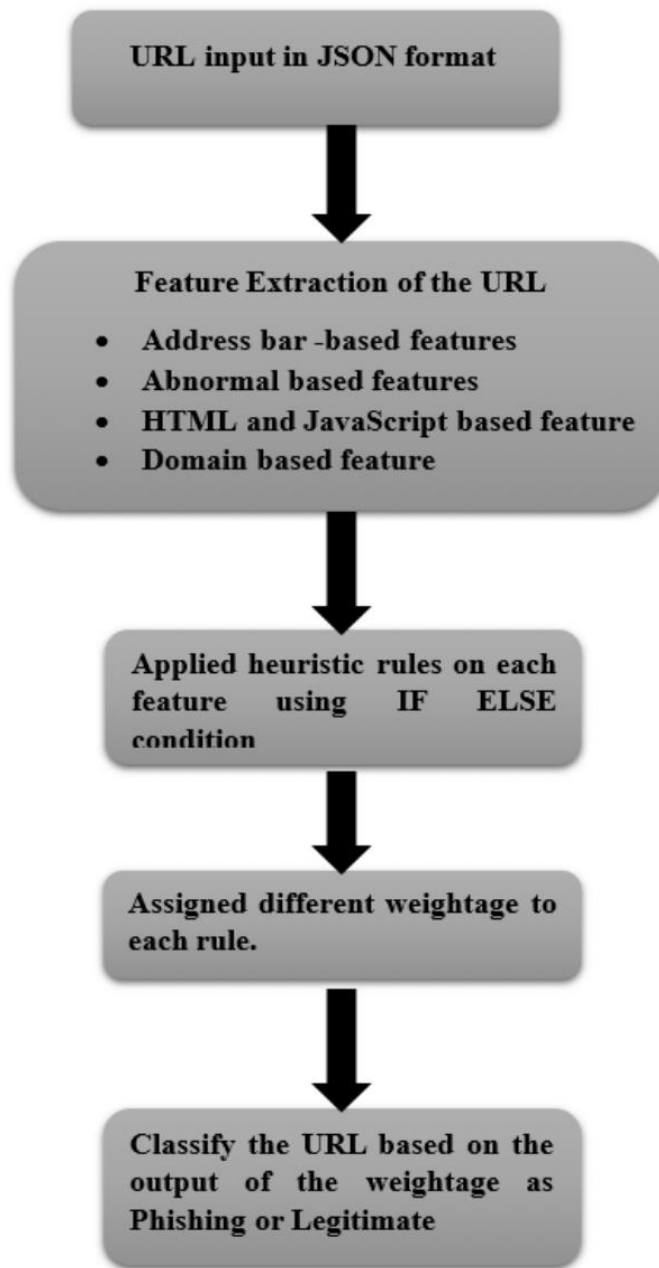 URL input in JSON format
Feature Extraction of the URL
• Address bar -based features
• Abnormal based features
• HTML and JavaScript based feature
• Domain based feature
Applied heuristic rules on each
feature using IF ELSE
condition
Assigned different weightage to
each rule.
Classify the URL based on the
output of the weightage as
Phishing or Legitimate